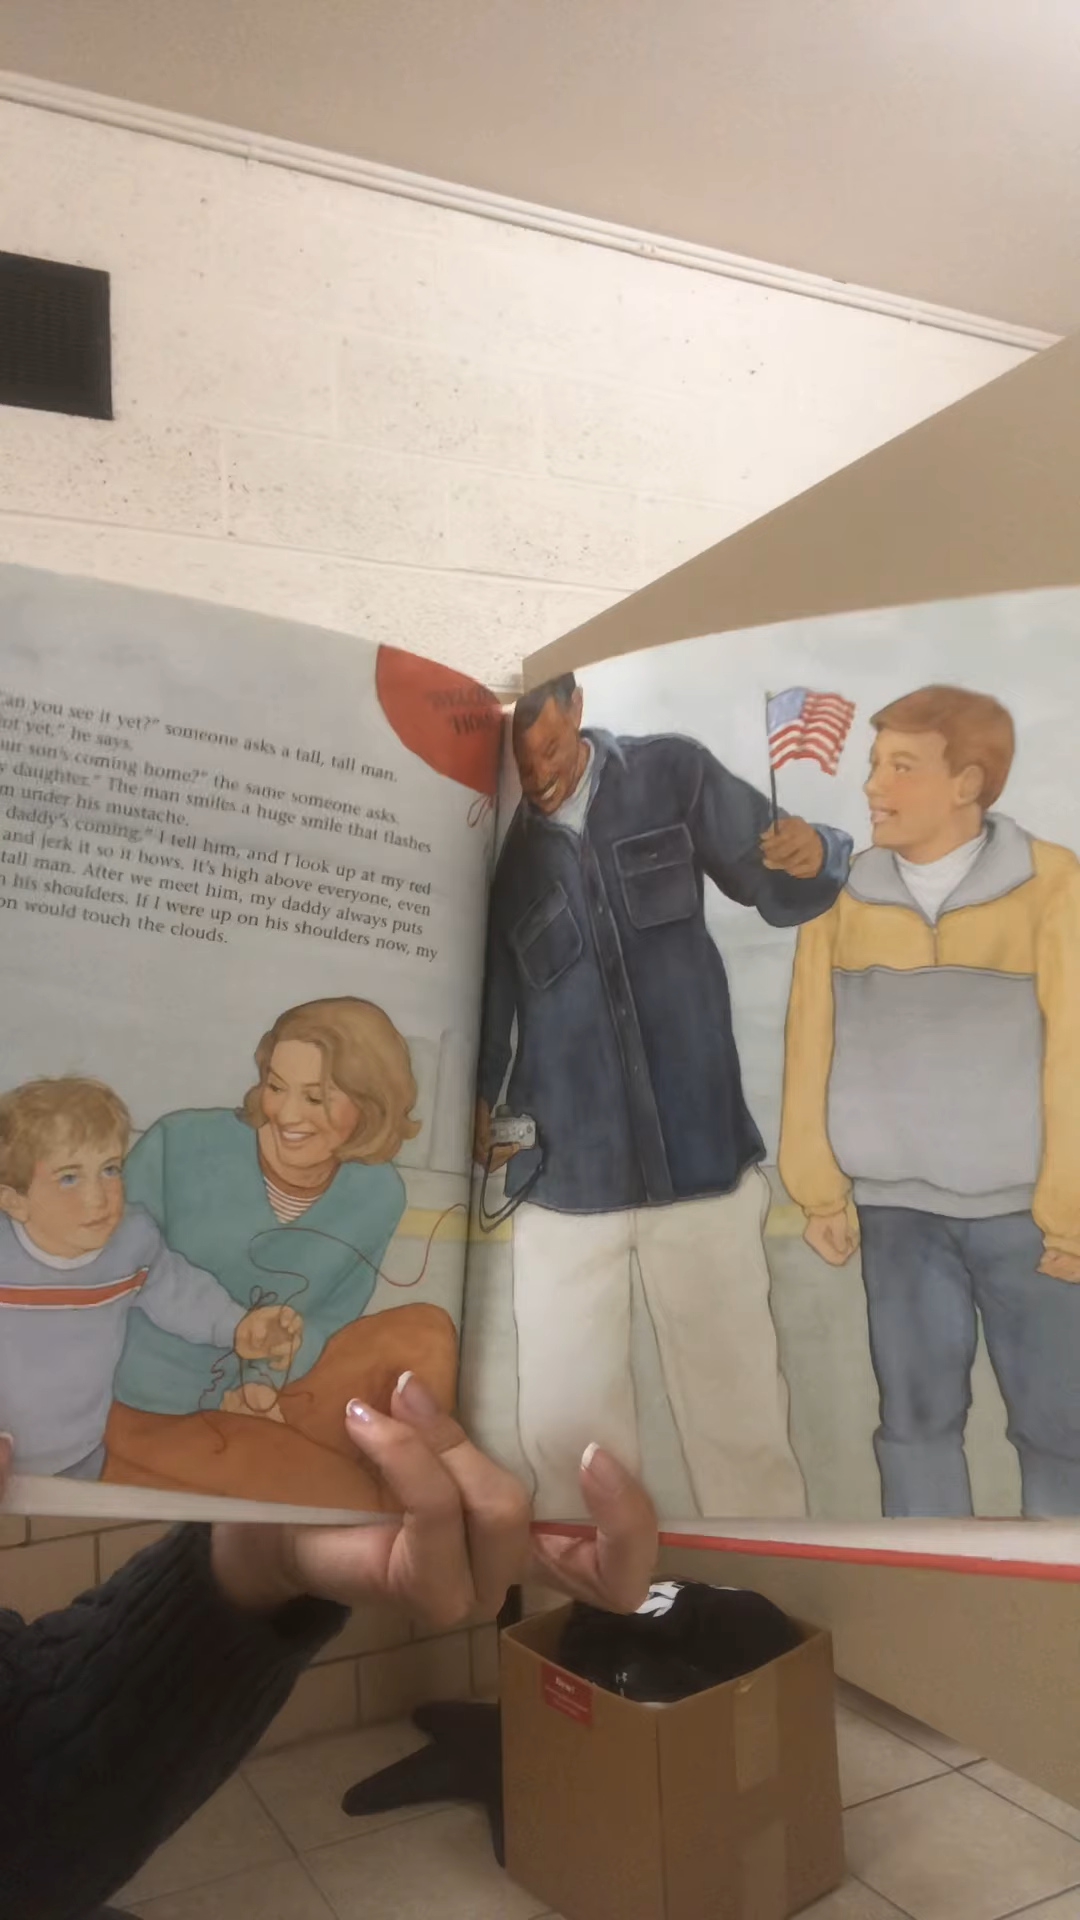 an you see it yet?" someone asks a tall, tall man.
ot yet," he says.
ur son's coming home?" the same someone asks.
y daughter." The man smiles a huge smile that flashes
m under his mustache.
daddy's coming," I tell him, and I look up at my red
and jerk it so it bows. It's high above everyone, even
tall man. After we meet him, my daddy always puts
n his shoulders. If I were up on his shoulders now, my
on would touch the clouds.
WELCO
HOM
New!